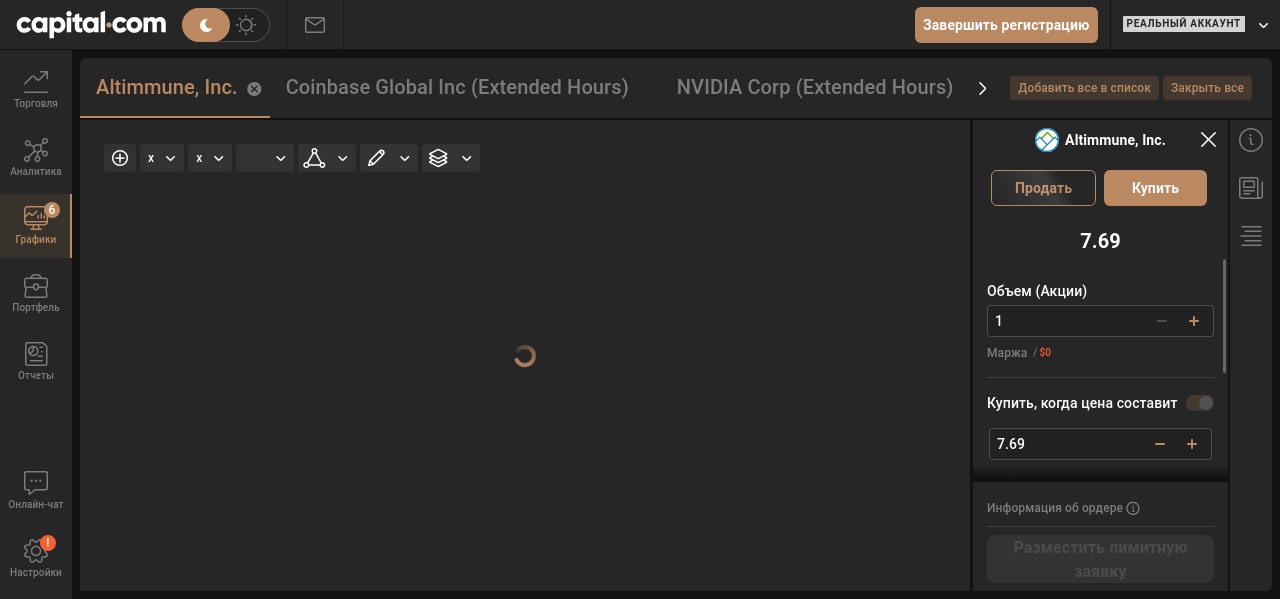 capital.com
Завершить регистрацию
РЕАЛЬНЫЙ АККАУНТ
Торговля
Аналитика
6
Графики
Портфель
Отчеты
Онлайн-чат
!
Настройки
Altimmune, Inc.
Coinbase Global Inc (Extended Hours)
NVIDIA Corp (Extended Hours)
Добавить все в список
Закрыть все
x
x
Altimmune, Inc.
Продать
Купить
7.69
Объем (Акции)
1
Маржа / $0
Купить, когда цена составит
7.69
Информация об ордере
Разместить лимитную
заявку